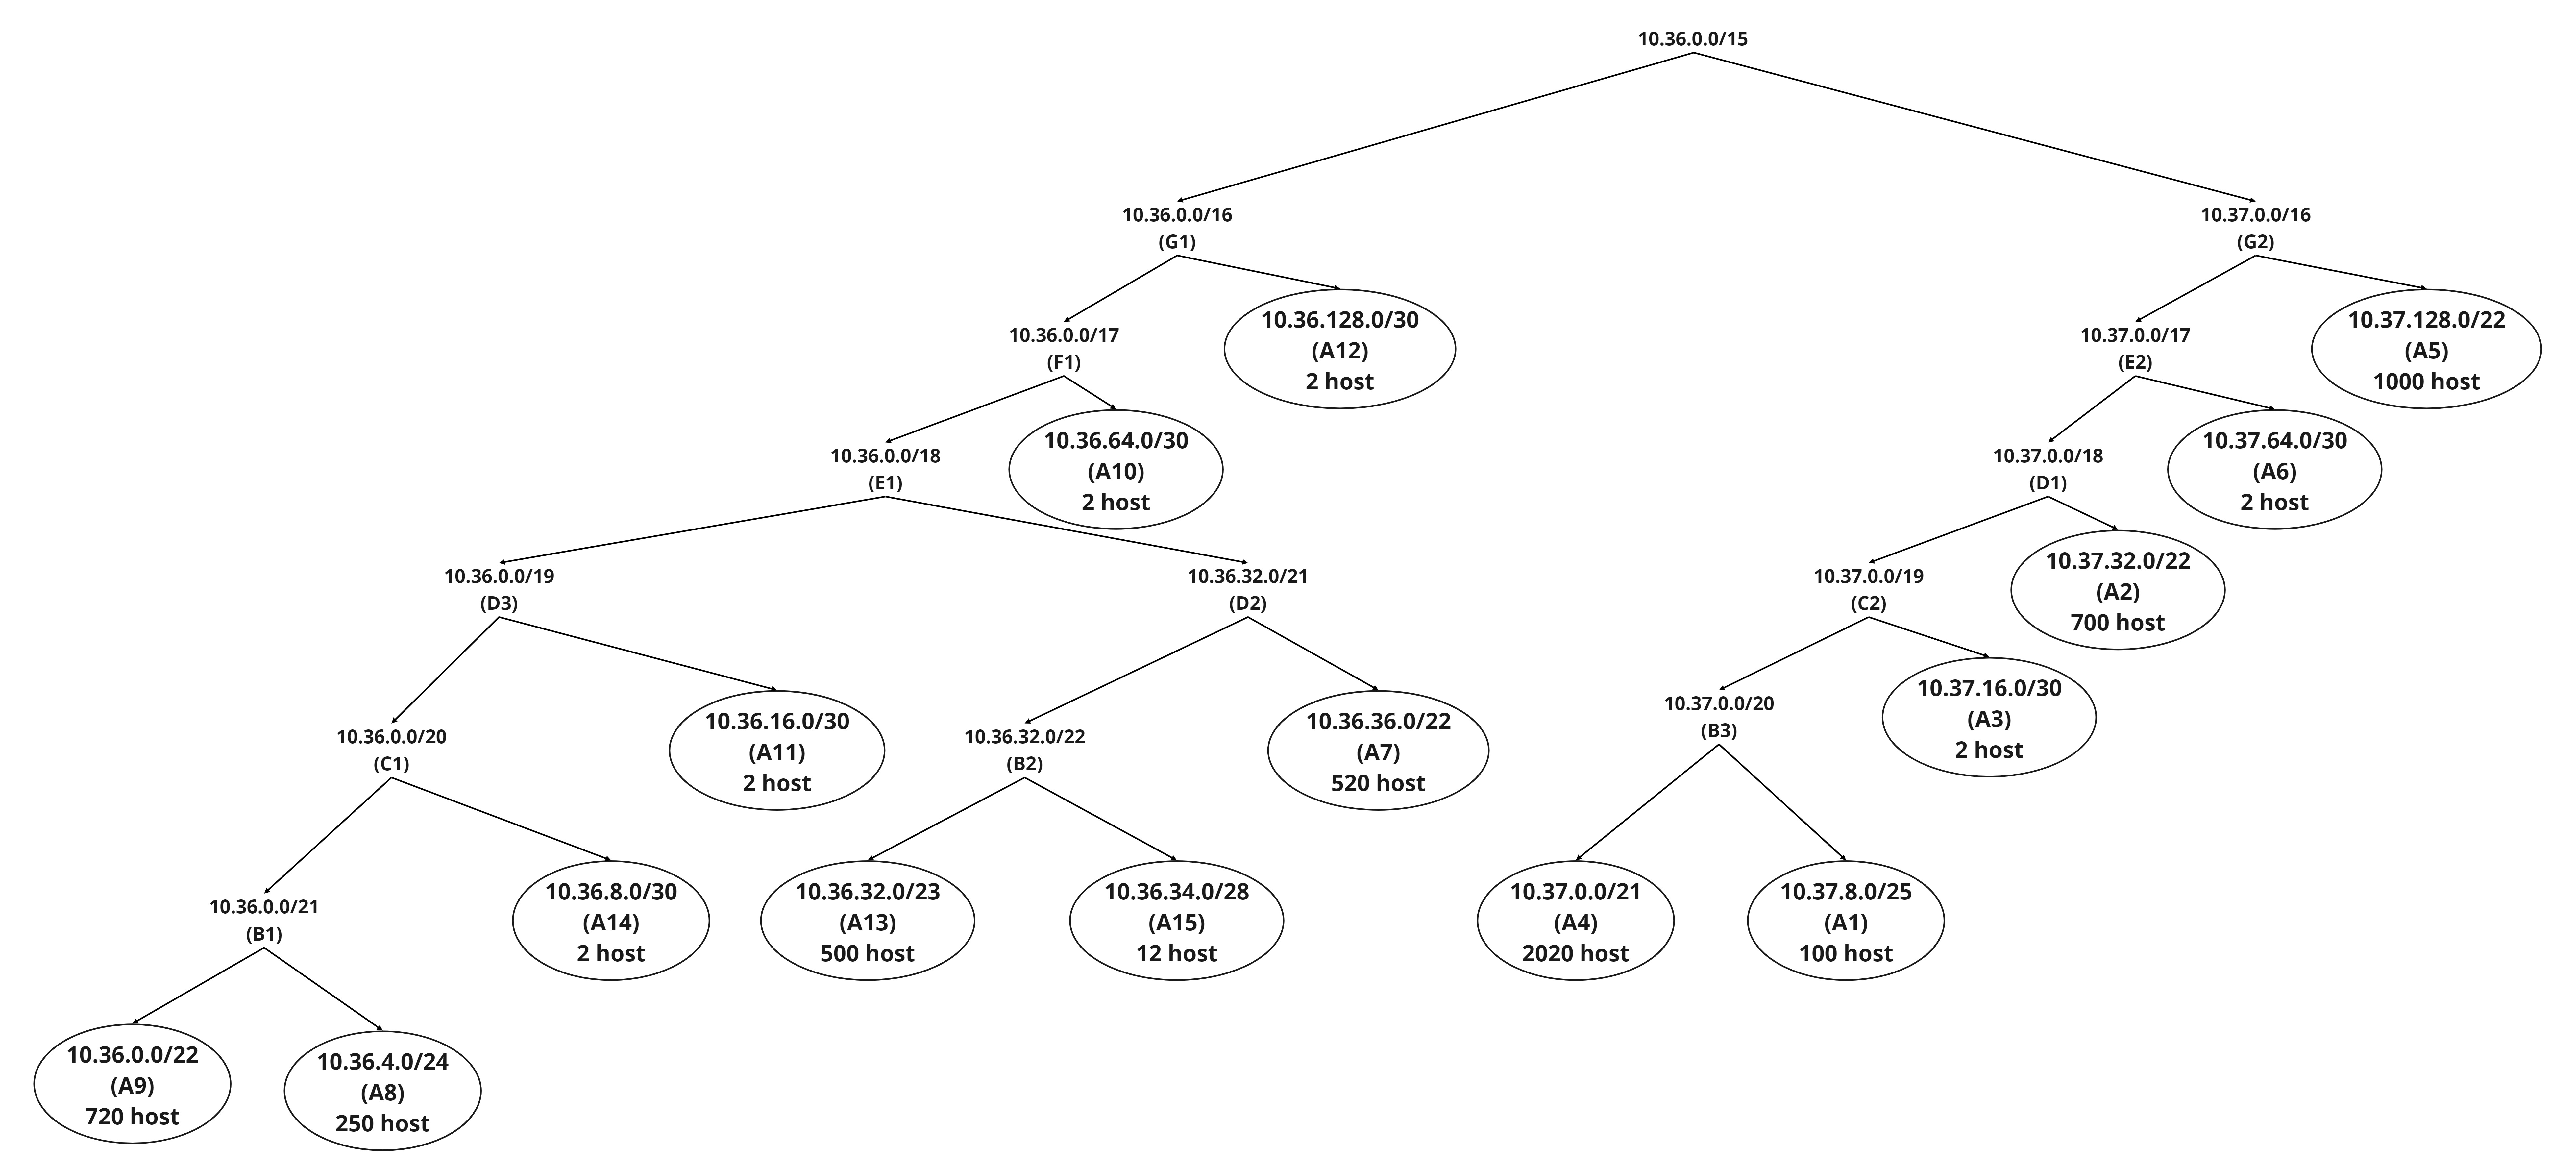 10.36.0.0/15
10.36.0.0/16
(G1)
10.37.0.0/16
(G2)
10.36.0.0/17
(F1)
10.36.128.0/30
(A12)
2 host
10.37.0.0/17
(E2)
10.37.128.0/22
(A5)
1000 host
10.36.0.0/18
(E1)
10.36.64.0/30
(A10)
2 host
10.37.0.0/18
(D1)
10.37.64.0/30
(A6)
2 host
10.36.0.0/19
(D3)
10.36.32.0/21
(D2)
10.37.0.0/19
(C2)
10.37.32.0/22
(A2)
700 host
10.36.0.0/20
(C1)
10.36.16.0/30
(A11)
2 host
10.36.32.0/22
(B2)
10.36.36.0/22
(A7)
520 host
10.37.0.0/20
(B3)
10.37.16.0/30
(A3)
2 host
10.36.0.0/21
(B1)
10.36.8.0/30
(A14)
2 host
10.36.32.0/23
(A13)
500 host
10.36.34.0/28
(A15)
12 host
10.37.0.0/21
(A4)
2020 host
10.37.8.0/25
(A1)
100 host
10.36.0.0/22
(A9)
720 host
10.36.4.0/24
(A8)
250 host